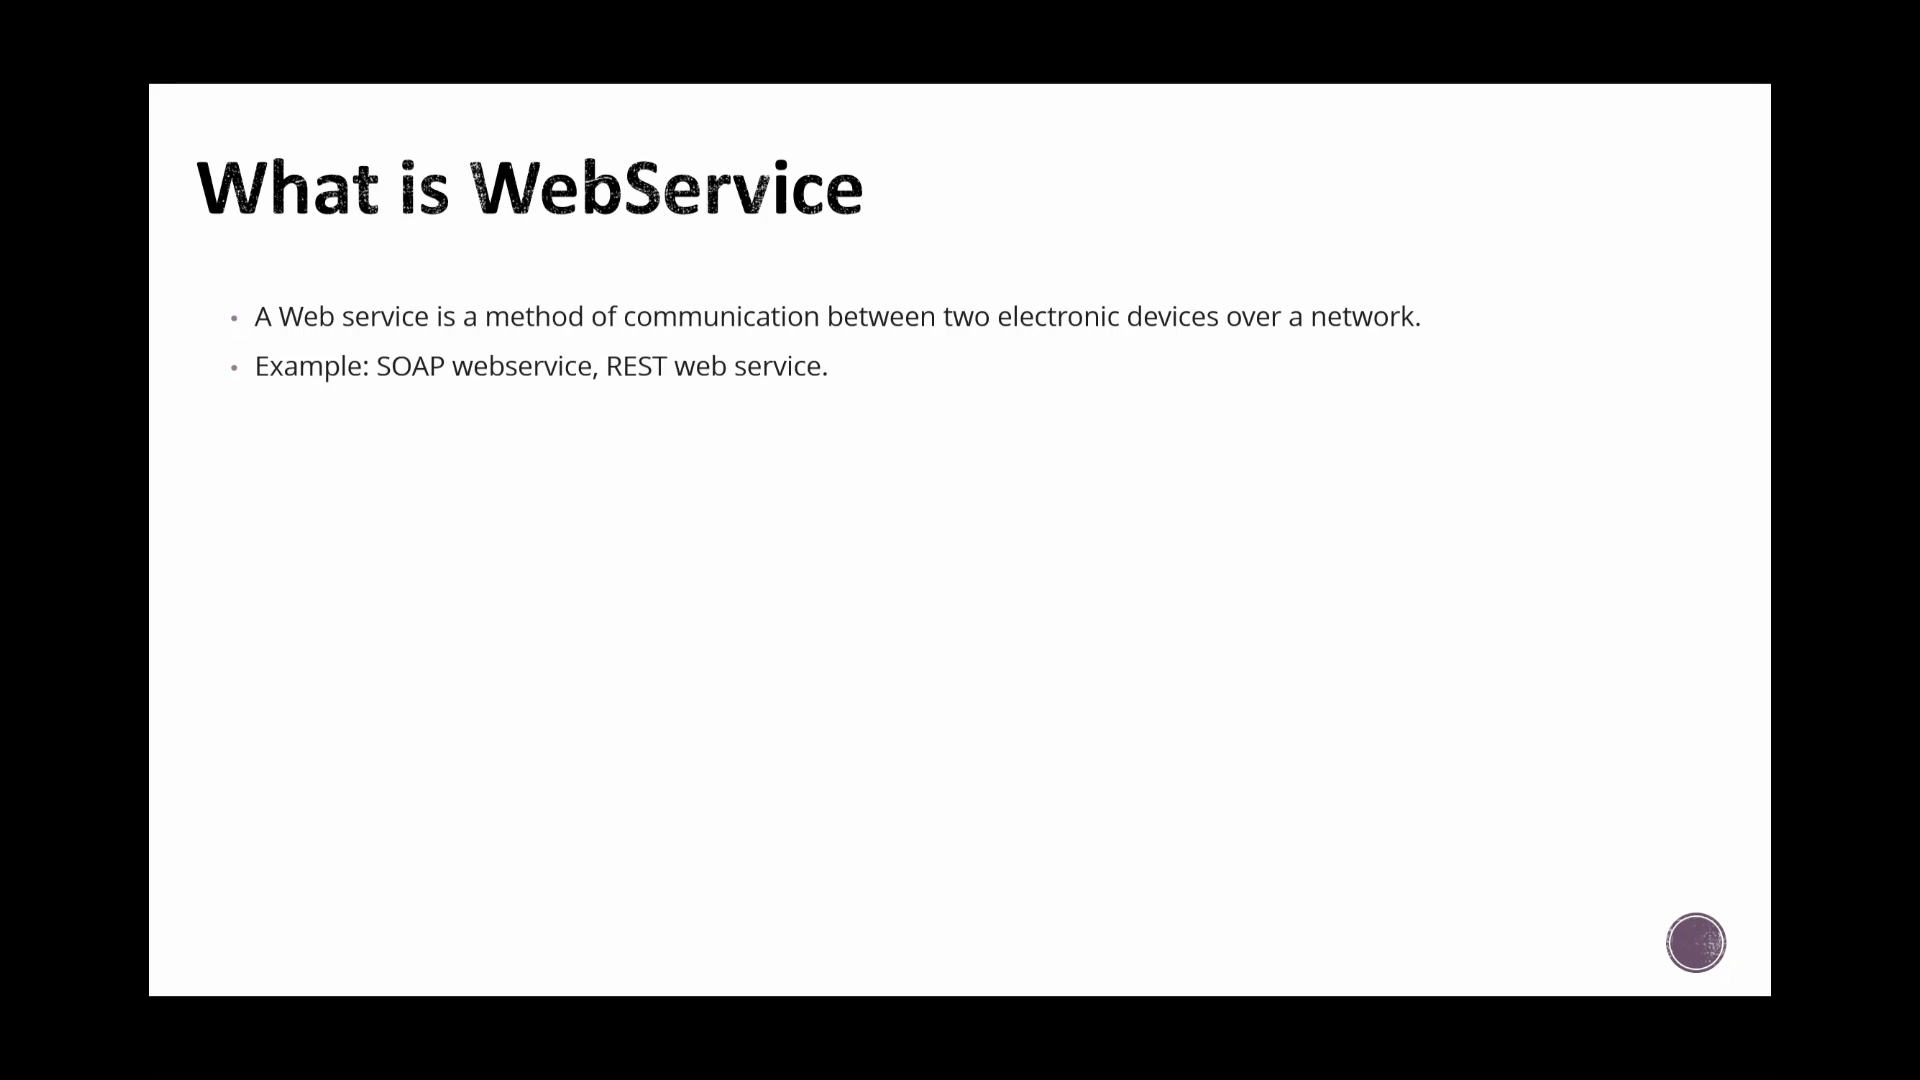 What is WebService
• A Web service is a method of communication between two electronic devices over a network.
• Example: SOAP webservice, REST web service.